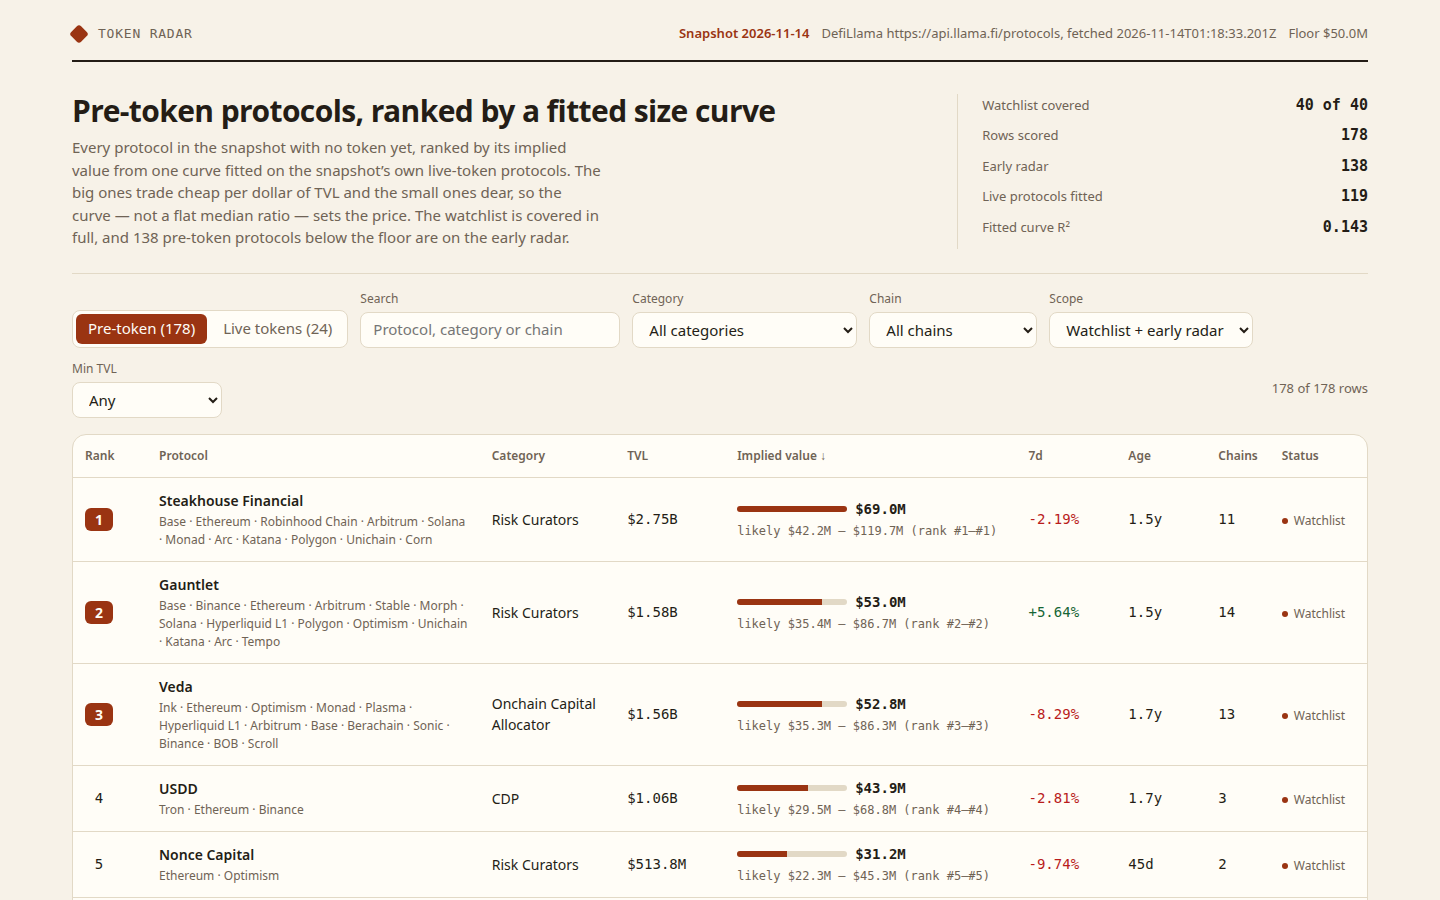 TOKEN RADAR
Snapshot 2026-11-14 DefiLlama https://api.llama.fi/protocols, fetched 2026-11-14T01:18:33.201Z Floor $50.0M
Pre-token protocols, ranked by a fitted size curve
Every protocol in the snapshot with no token yet, ranked by its implied
value from one curve fitted on the snapshot’s own live-token protocols. The
big ones trade cheap per dollar of TVL and the small ones dear, so the
curve — not a flat median ratio — sets the price. The watchlist is covered in
full, and 138 pre-token protocols below the floor are on the early radar.
Watchlist covered 40 of 40
Rows scored 178
Early radar 138
Live protocols fitted 119
Fitted curve R² 0.143
Pre-token (178) Live tokens (24)
Search
Protocol, category or chain
Category
All categories
Chain
All chains
Scope
Watchlist + early radar
Min TVL
Any
178 of 178 rows
Rank Protocol Category TVL Implied value ↓ 7d Age Chains Status
1
Steakhouse Financial
Base · Ethereum · Robinhood Chain · Arbitrum · Solana
· Monad · Arc · Katana · Polygon · Unichain · Corn
Risk Curators
$2.75B
$69.0M
likely $42.2M – $119.7M (rank #1–#1)
-2.19%
1.5y
11
Watchlist
2
Gauntlet
Base · Binance · Ethereum · Arbitrum · Stable · Morph ·
Solana · Hyperliquid L1 · Polygon · Optimism · Unichain
· Katana · Arc · Tempo
Risk Curators
$1.58B
$53.0M
likely $35.4M – $86.7M (rank #2–#2)
+5.64%
1.5y
14
Watchlist
3
Veda
Ink · Ethereum · Optimism · Monad · Plasma ·
Hyperliquid L1 · Arbitrum · Base · Berachain · Sonic ·
Binance · BOB · Scroll
Onchain Capital
Allocator
$1.56B
$52.8M
likely $35.3M – $86.3M (rank #3–#3)
-8.29%
1.7y
13
Watchlist
4
USDD
Tron · Ethereum · Binance
CDP
$1.06B
$43.9M
likely $29.5M – $68.8M (rank #4–#4)
-2.81%
1.7y
3
Watchlist
5
Nonce Capital
Ethereum · Optimism
Risk Curators
$513.8M
$31.2M
likely $22.3M – $45.3M (rank #5–#5)
-9.74%
45d
2
Watchlist